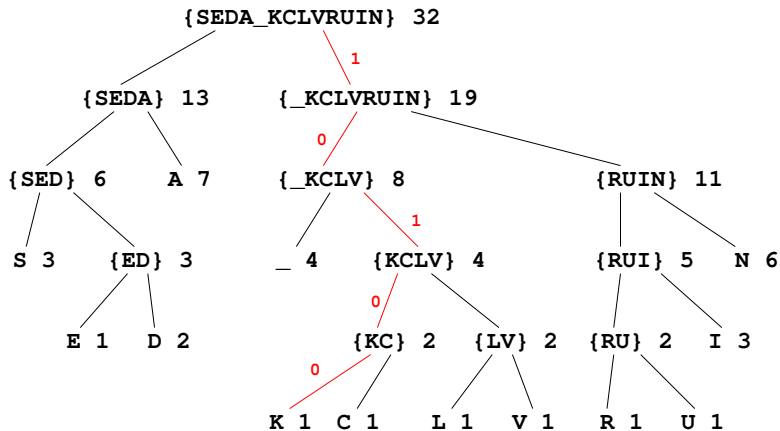 {SEDA_KCLVRUIN} 32
1
{SEDA} 13 {_KCLVRUIN} 19
0
{SED} 6 A 7 {_KCLV} 8 {RUIN} 11
1
S 3 {ED} 3 _ 4 {KCLV} 4 {RUI} 5 N 6
0
E 1 D 2 {KC} 2 {LV} 2 {RU} 2 I 3
0
K 1 C 1 L 1 V 1 R 1 U 1